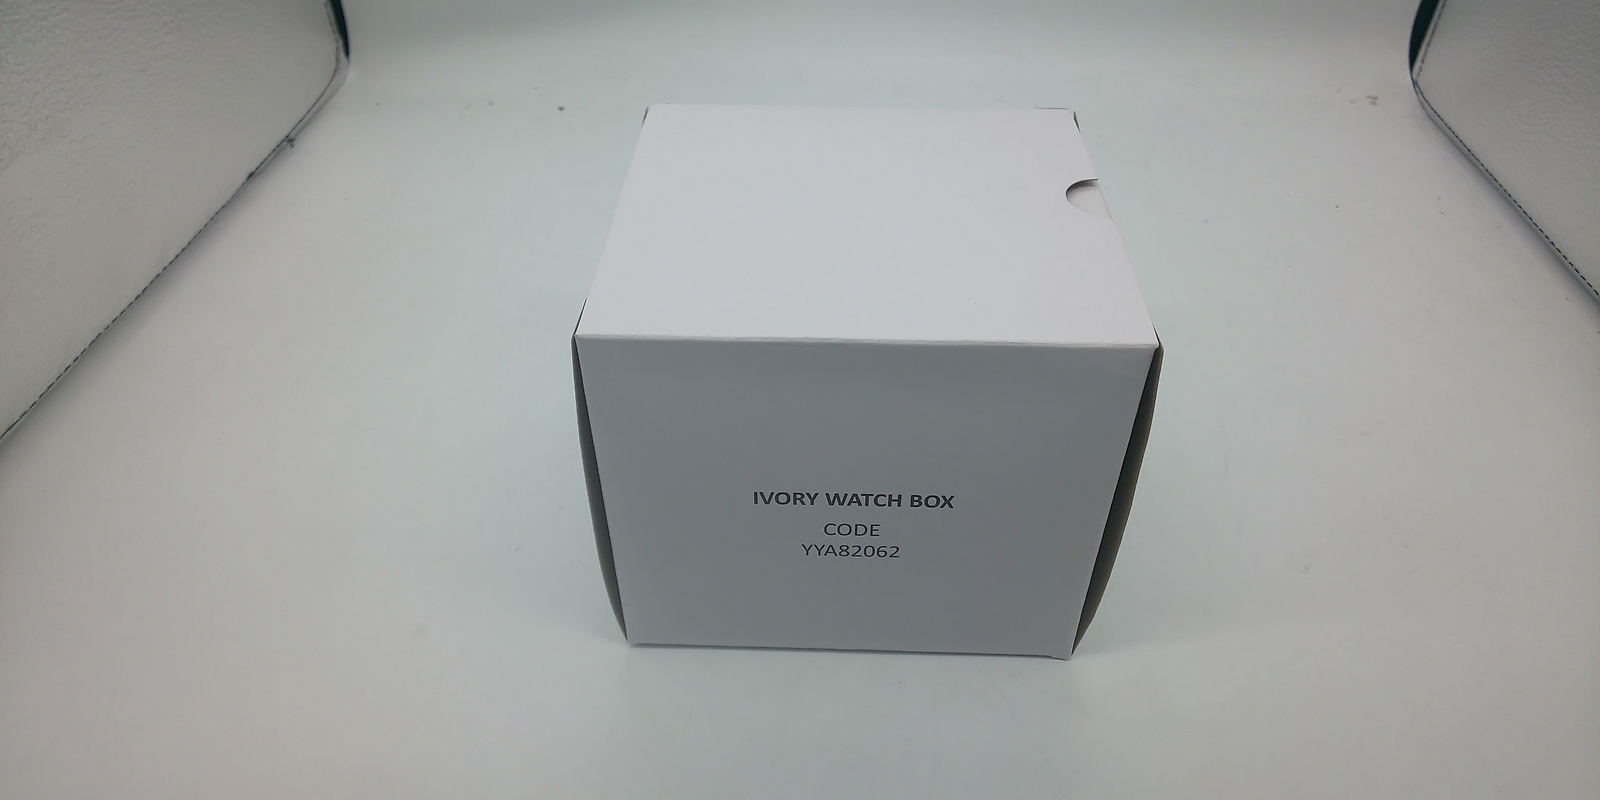 IVORY WATCH BOX
CODE
YYA82062